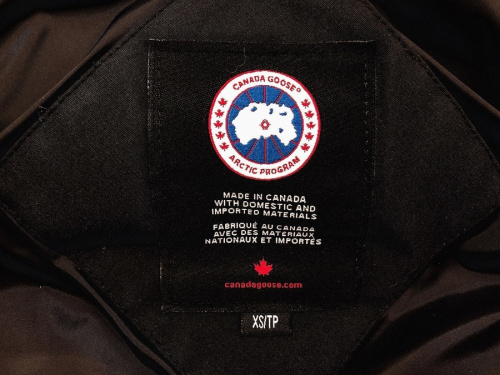 CANADA GOOSE®
ARCTIC PROGRAM
MADE IN CANADA
WITH DOMESTIC AND
IMPORTED MATERIALS
FABRIQUÉ AU CANADA
AVEC DES MATERIAUX
NATIONAUX ET IMPORTÉS
canadagoose.com
XS/TP